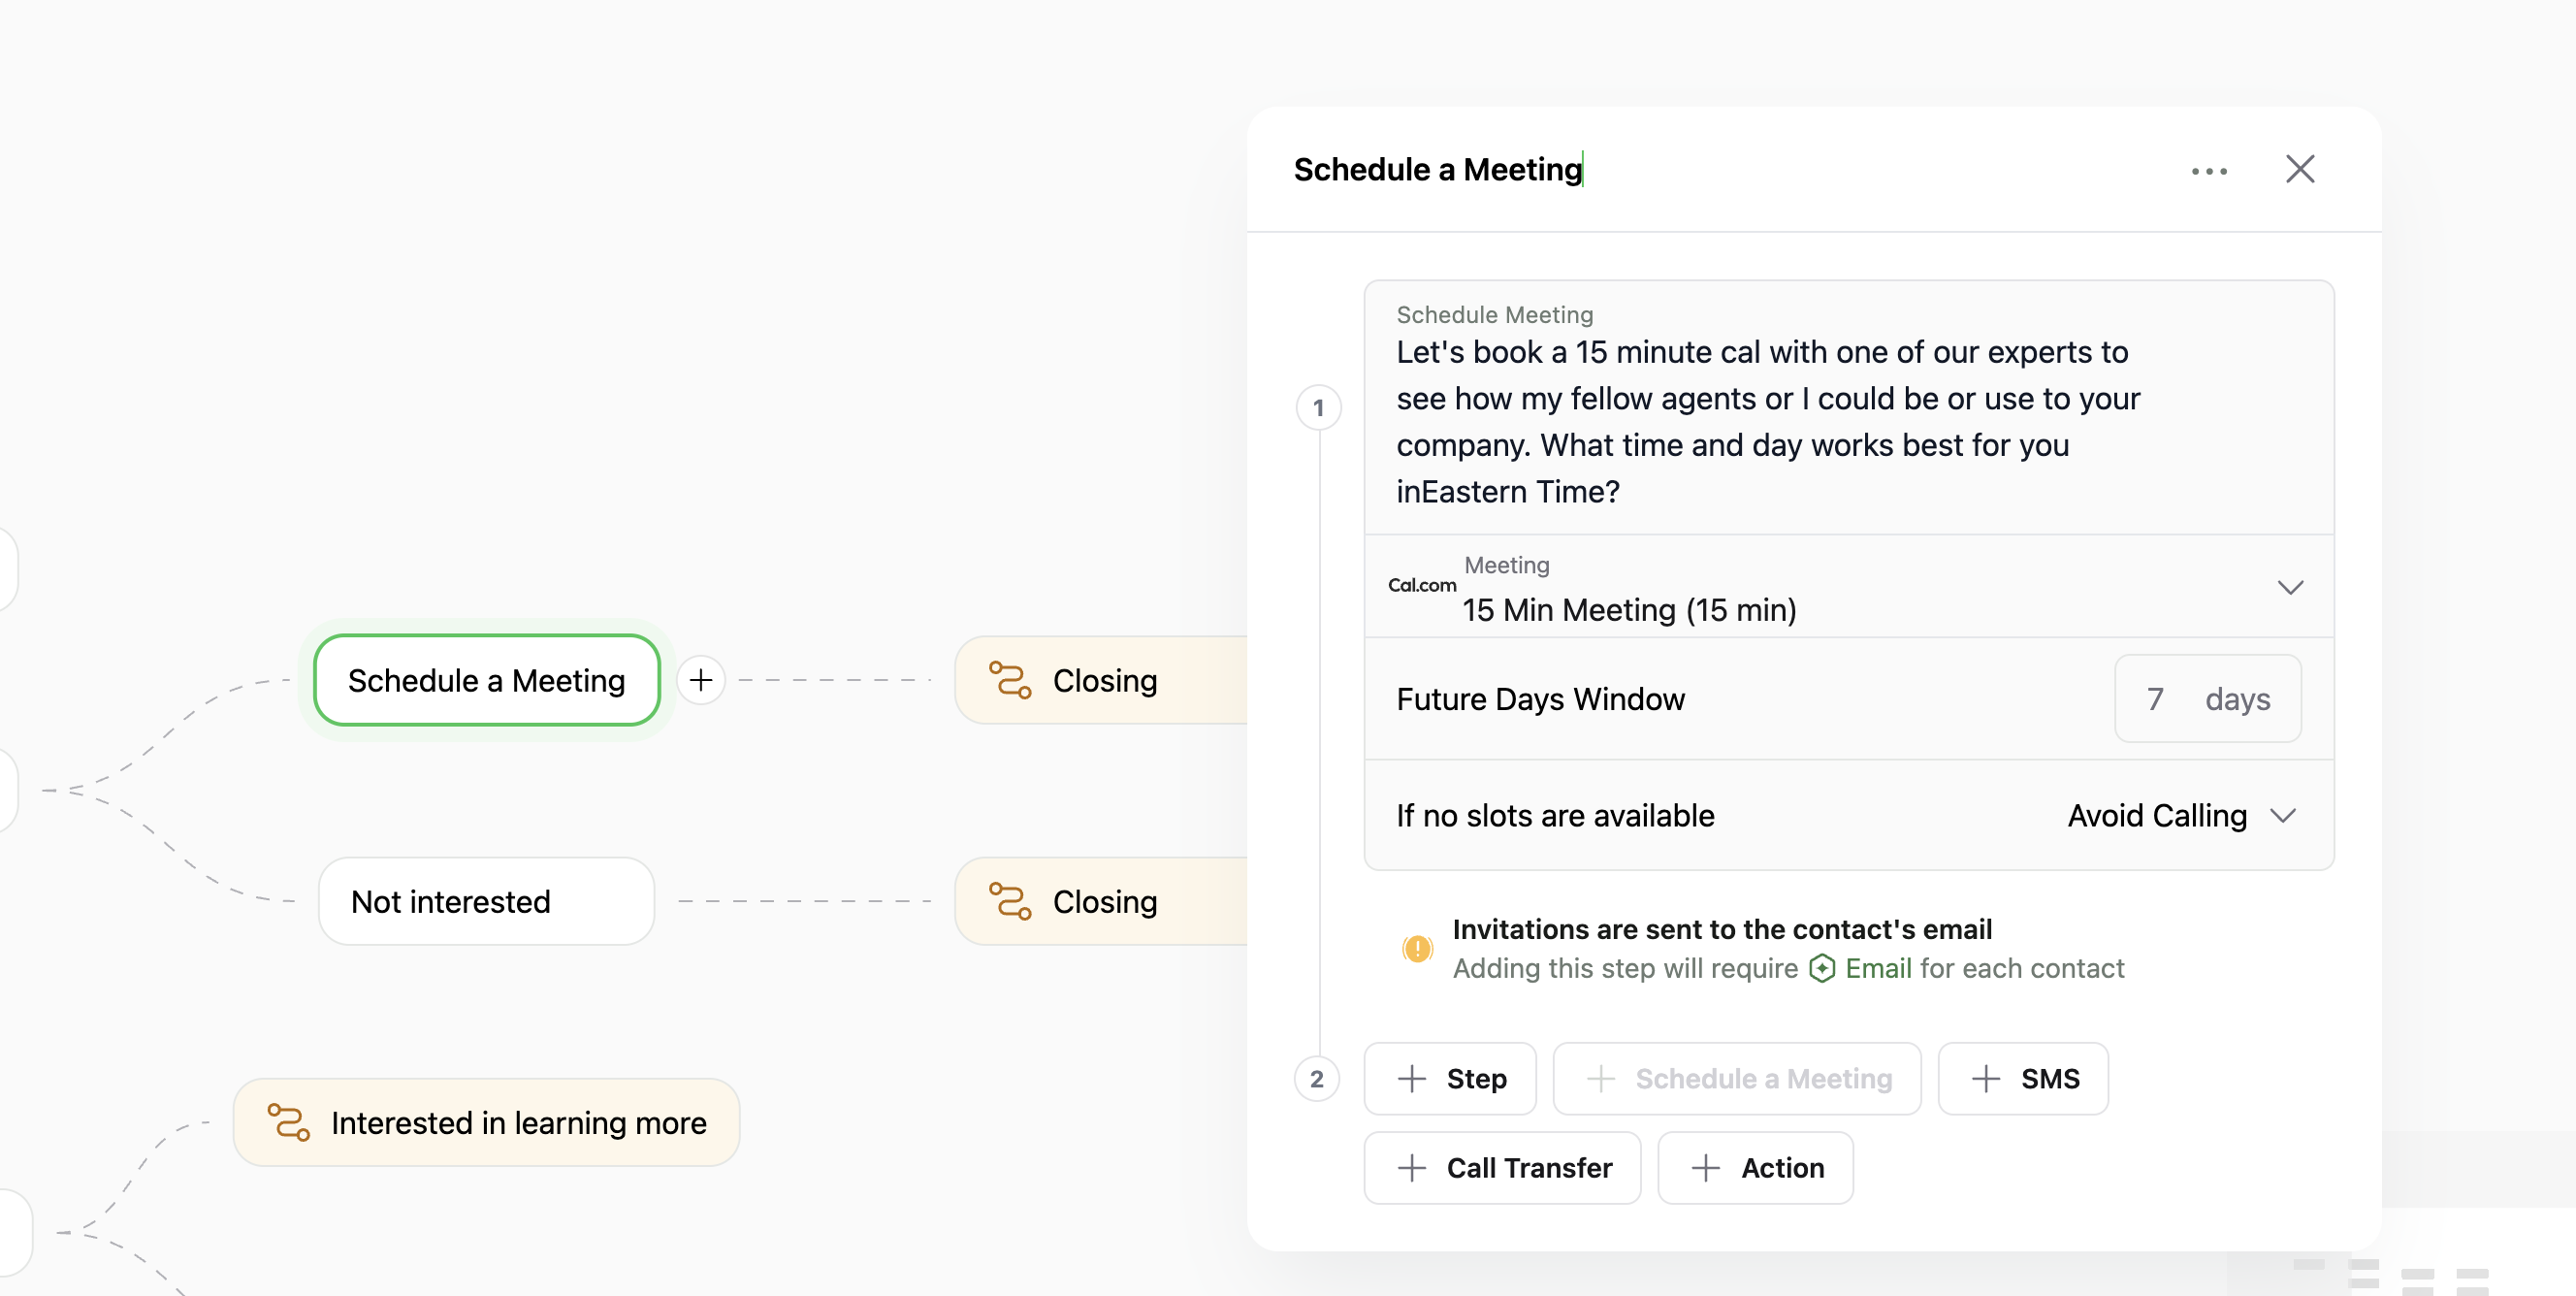 Schedule a Meeting
Schedule Meeting
Let's book a 15 minute cal with one of our experts to
see how my fellow agents or I could be or use to your
company. What time and day works best for you
inEastern Time?
1
Cal.com
Meeting
15 Min Meeting (15 min)
Future Days Window
7 days
If no slots are available
Avoid Calling
Invitations are sent to the contact's email
Adding this step will require Email for each contact
2
Step
Schedule a Meeting
SMS
Call Transfer
Action
Schedule a Meeting
Closing
Not interested
Closing
Interested in learning more